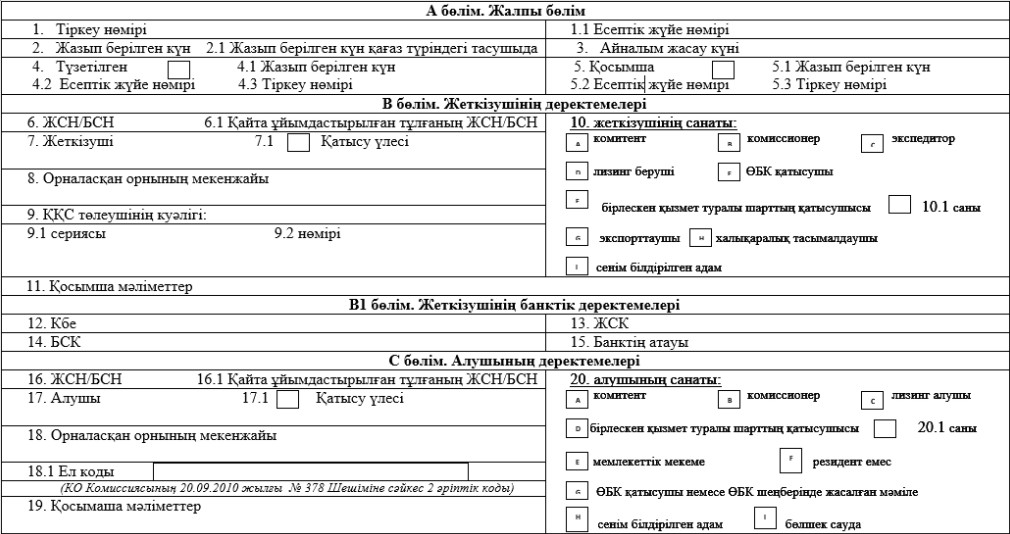 А бөлім. Жалпы бөлім
1. Тіркеу нөмірі
1.1 Есептік жүйе нөмірі
2. Жазып берілген күн 2.1 Жазып берілген күн қағаз түріндегі тасушыда
3. Айналым жасау күні
4. Түзетілген 4.1 Жазып берілген күн
4.2 Есептік жүйе нөмірі 4.3 Тіркеу нөмірі
5. Қосымша 5.1 Жазып берілген күн
5.2 Есептік жүйе нөмірі 5.3 Тіркеу нөмірі
В бөлім. Жеткізушінің деректемелері
6. ЖСН/БСН 6.1 Қайта ұйымдастырылған тұлғаның ЖСН/БСН
7. Жеткізуші 7.1 Қатысу үлесі
8. Орналасқан орнының мекенжайы
9. ҚҚС төлеушінің куәлігі:
9.1 сериясы 9.2 нөмірі
10. жеткізушінің санаты:
A комитент B комиссионер C экспедитор
D лизинг беруші E ӨБК қатысушы
F бірлескен қызмет туралы шарттың қатысушысы 10.1 саны
G экспорттаушы H халықаралық тасымалдаушы
I сенім білдірілген адам
11. Қосымша мәліметтер
В1 бөлім. Жеткізушінің банктік деректемелері
12. Кбе
13. ЖСК
14. БСК
15. Банктің атауы
С бөлім. Алушының деректемелері
16. ЖСН/БСН 16.1 Қайта ұйымдастырылған тұлғаның ЖСН/БСН
17. Алушы 17.1 Қатысу үлесі
18. Орналасқан орнының мекенжайы
18.1 Ел коды
(КО Комиссиясының 20.09.2010 жылғы № 378 Шешіміне сәйкес 2 әріптік коды)
19. Қосымаша мәліметтер
20. алушының санаты:
A комитент B комиссионер C лизинг алушы
D бірлескен қызмет туралы шарттың қатысушысы 20.1 саны
E мемлекеттік мекеме F резидент емес
G ӨБК қатысушы немесе ӨБК шеңберінде жасалған мәміле
H сенім білдірілген адам I бөлшек сауда